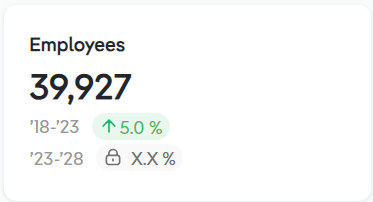 Employees
39,927
’18-’23 5.0 %
’23-’28 X.X %